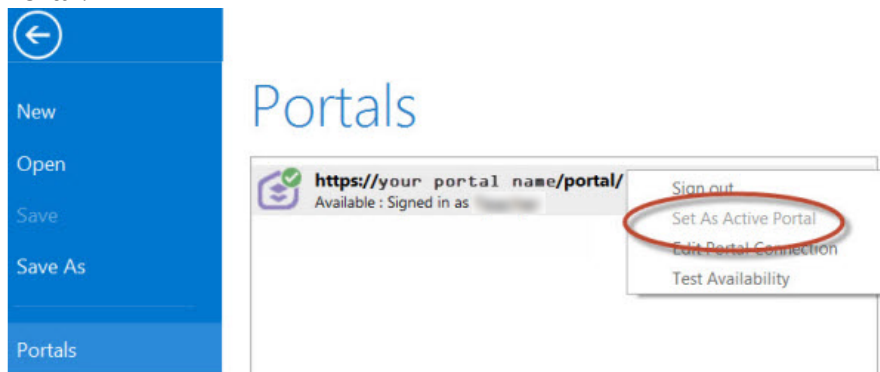 New
Open
Save
Save As
Portals
Portals
https://your portal name/portal/
Available : Signed in as
Sign out
Set As Active Portal
Edit Portal Connection
Test Availability